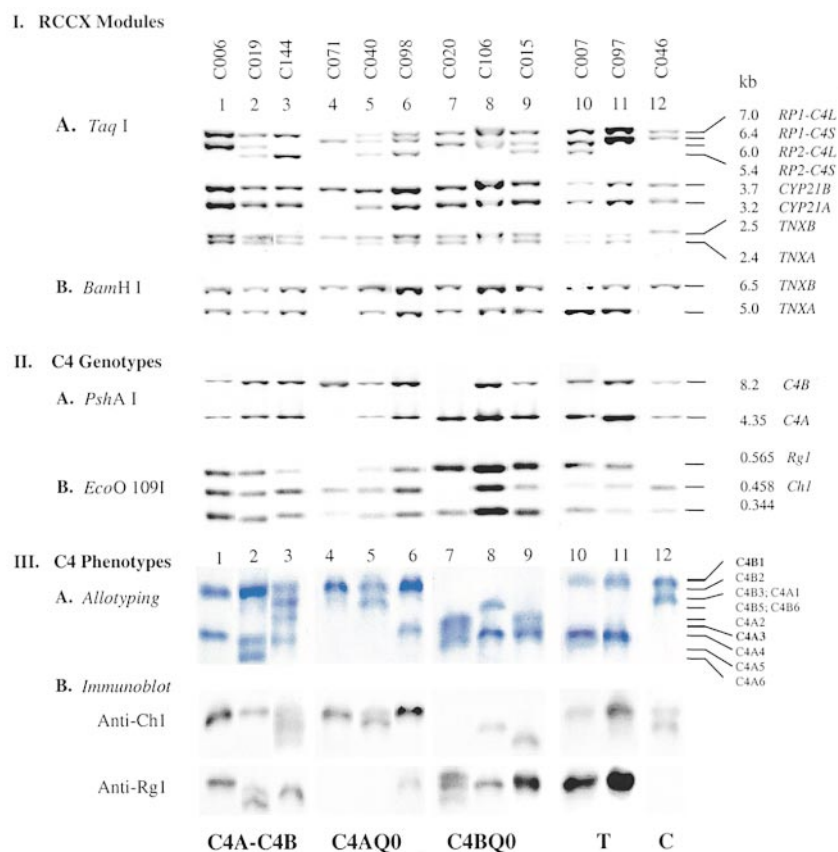 I. RCCX Modules
C006 C019 C144 C071 C040 C098 C020 C106 C015 C007 C097 C046
kb
1 2 3 4 5 6 7 8 9 10 11 12
A. Taq I
7.0 RP1-C4L
6.4 RP1-C4S
6.0 RP2-C4L
5.4 RP2-C4S
3.7 CYP21B
3.2 CYP21A
2.5 TNXB
2.4 TNXA
B. BamH I
6.5 TNXB
5.0 TNXA
II. C4 Genotypes
A. PshA I
8.2 C4B
4.35 C4A
B. EcoO 109I
0.565 Rg1
0.458 Ch1
0.344
III. C4 Phenotypes
1 2 3 4 5 6 7 8 9 10 11 12
A. Allotyping
C4B1
C4B2
C4B3; C4A1
C4B5; C4B6
C4A2
C4A3
C4A4
C4A5
C4A6
B. Immunoblot
Anti-Ch1
Anti-Rg1
C4A-C4B C4AQ0 C4BQ0 T C